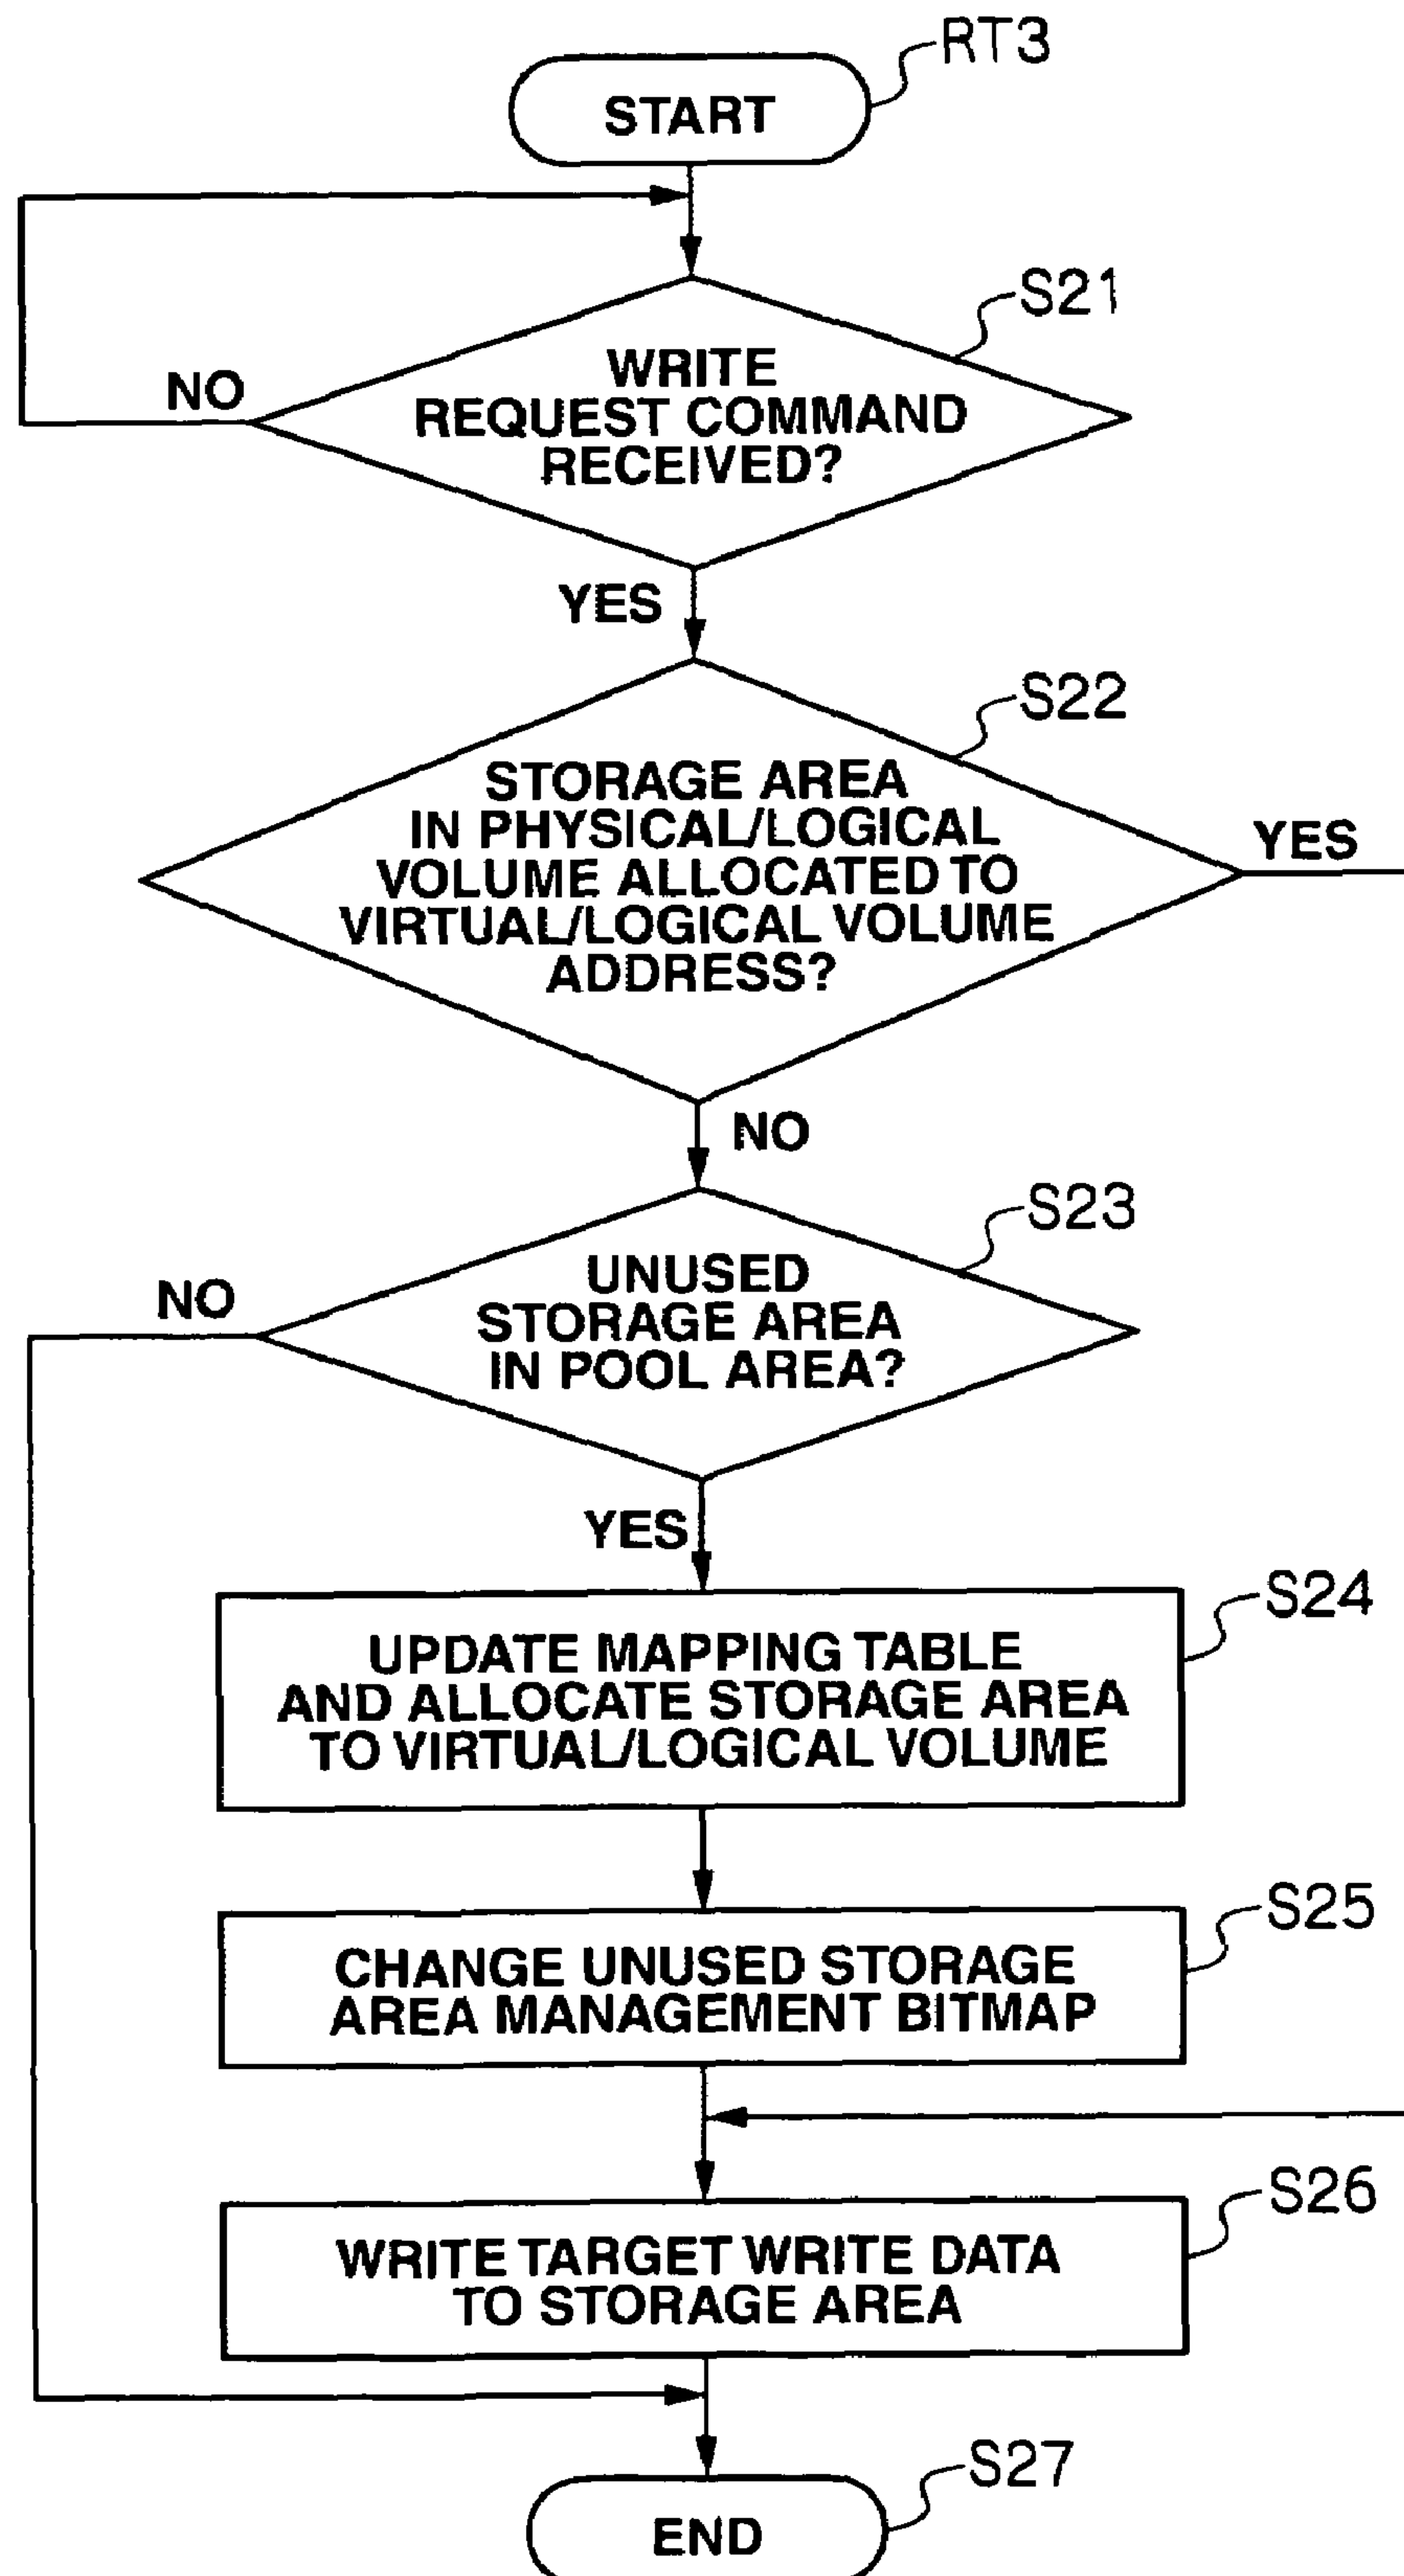 RT3
START
S21
WRITE
REQUEST COMMAND
RECEIVED?
NO
YES
S22
STORAGE AREA
IN PHYSICAL/LOGICAL
VOLUME ALLOCATED TO
VIRTUAL/LOGICAL VOLUME
ADDRESS?
YES
NO
S23
UNUSED
STORAGE AREA
IN POOL AREA?
NO
YES
S24
UPDATE MAPPING TABLE
AND ALLOCATE STORAGE AREA
TO VIRTUAL/LOGICAL VOLUME
S25
CHANGE UNUSED STORAGE
AREA MANAGEMENT BITMAP
S26
WRITE TARGET WRITE DATA
TO STORAGE AREA
S27
END